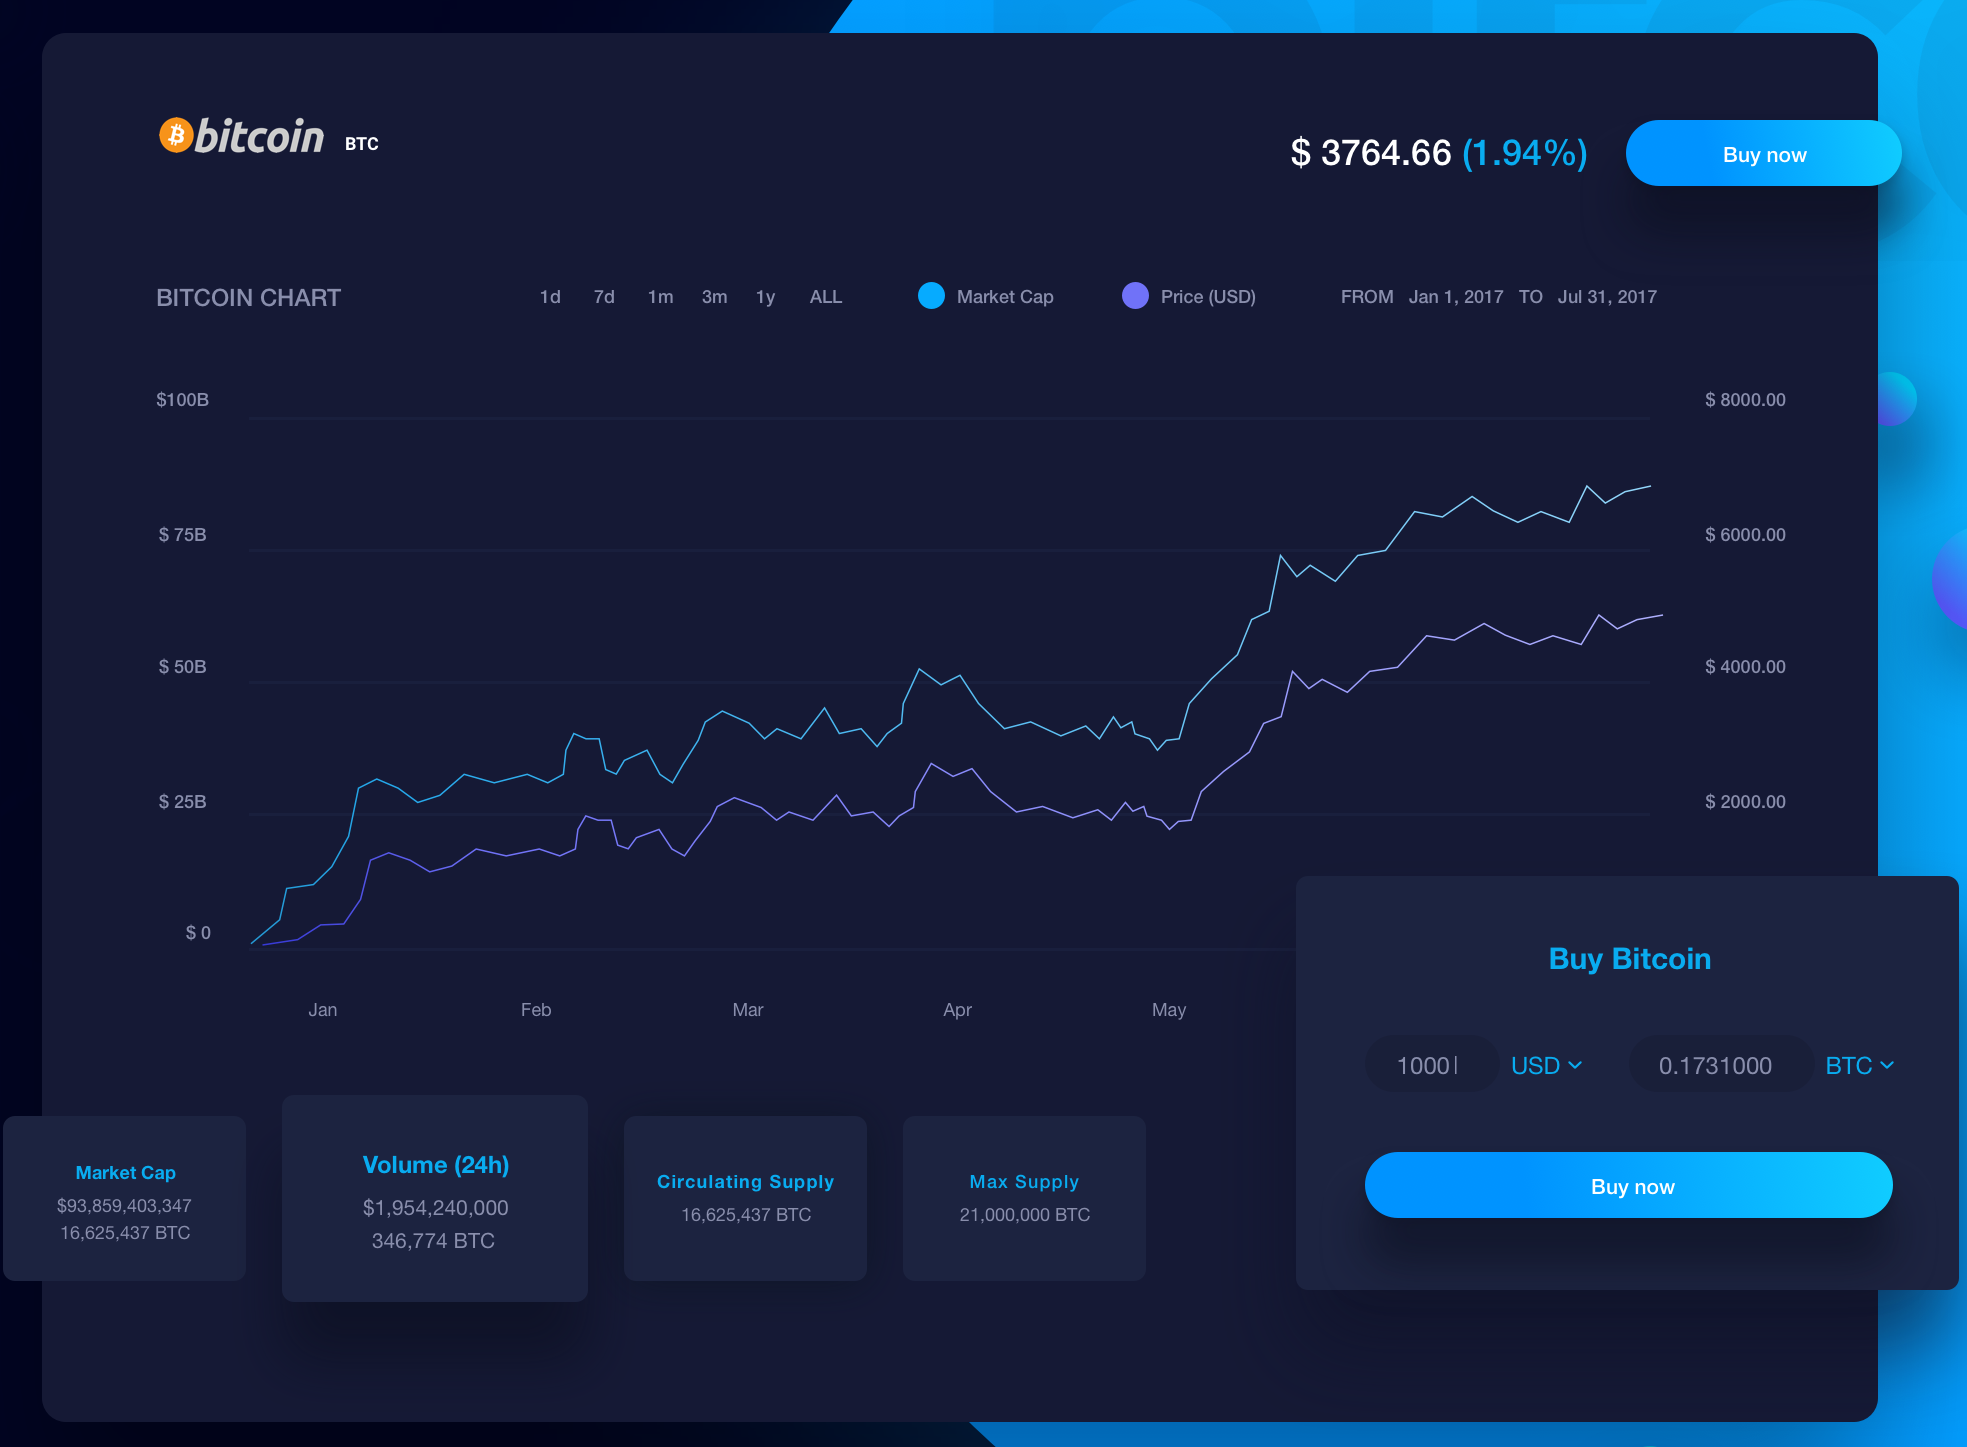 bitcoin BTC
$ 3764.66 (1.94%)
Buy now
BITCOIN CHART
1d 7d 1m 3m 1y ALL
Market Cap
Price (USD)
FROM Jan 1, 2017 TO Jul 31, 2017
$100B
$ 8000.00
$ 75B
$ 6000.00
$ 50B
$ 4000.00
$ 25B
$ 2000.00
$ 0
Jan Feb Mar Apr May
Buy Bitcoin
1000 USD 0.1731000 BTC
Buy now
Market Cap
$93,859,403,347
16,625,437 BTC
Volume (24h)
$1,954,240,000
346,774 BTC
Circulating Supply
16,625,437 BTC
Max Supply
21,000,000 BTC